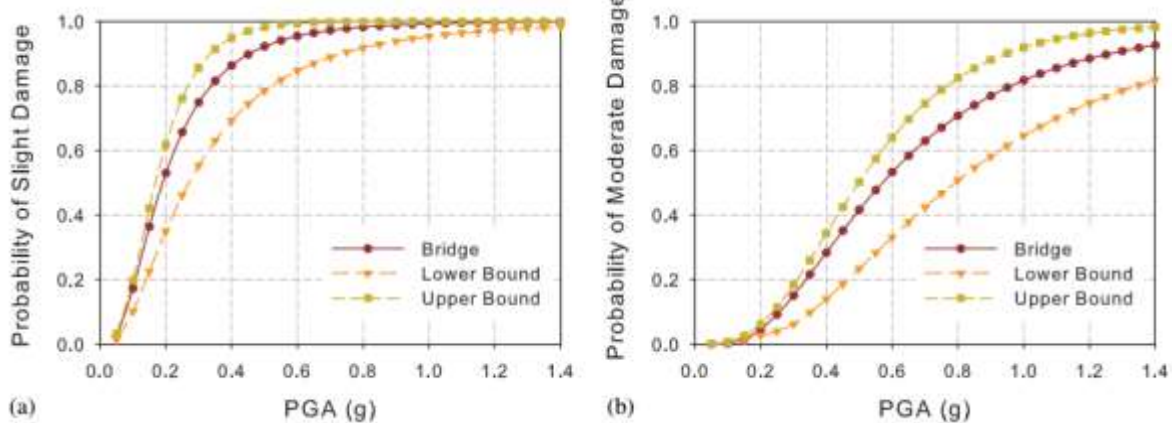 Probability of Slight Damage
1.0
0.8
0.6
0.4
0.2
0.0
Bridge
Lower Bound
Upper Bound
0.0 0.2 0.4 0.6 0.8 1.0 1.2 1.4
(a) PGA (g)
Probability of Moderate Damage
1.0
0.8
0.6
0.4
0.2
0.0
Bridge
Lower Bound
Upper Bound
0.0 0.2 0.4 0.6 0.8 1.0 1.2 1.4
(b) PGA (g)